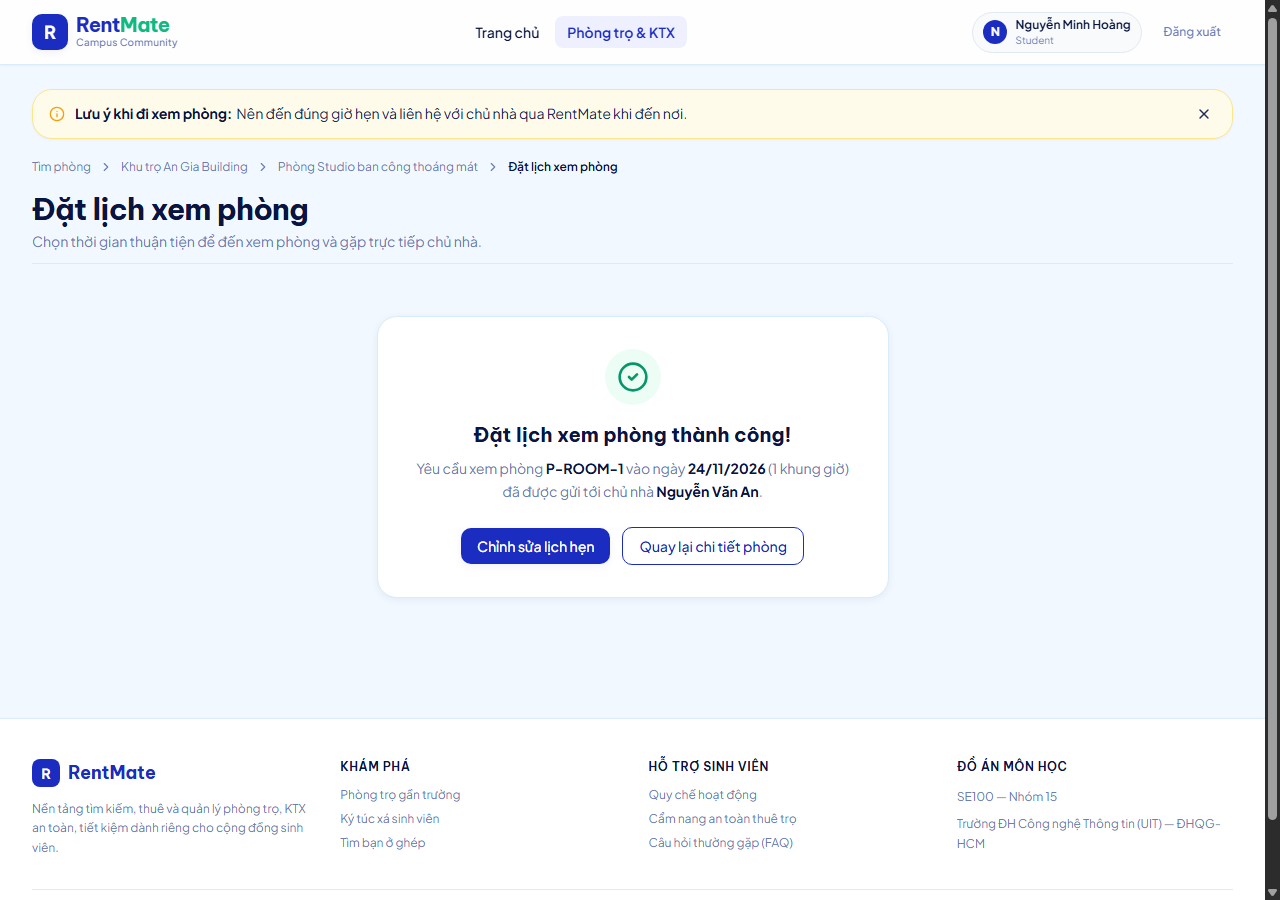 R RentMate
Campus Community
Trang chủ
Phòng trọ & KTX
N Nguyễn Minh Hoàng
Student
Đăng xuất
Lưu ý khi đi xem phòng: Nên đến đúng giờ hẹn và liên hệ với chủ nhà qua RentMate khi đến nơi.
Tìm phòng > Khu trọ An Gia Building > Phòng Studio ban công thoáng mát > Đặt lịch xem phòng
Đặt lịch xem phòng
Chọn thời gian thuận tiện để đến xem phòng và gặp trực tiếp chủ nhà.
Đặt lịch xem phòng thành công!
Yêu cầu xem phòng P-ROOM-1 vào ngày 24/11/2026 (1 khung giờ)
đã được gửi tới chủ nhà Nguyễn Văn An.
Chỉnh sửa lịch hẹn
Quay lại chi tiết phòng
R RentMate
Nền tảng tìm kiếm, thuê và quản lý phòng trọ, KTX
an toàn, tiết kiệm dành riêng cho cộng đồng sinh
viên.
KHÁM PHÁ
Phòng trọ gần trường
Ký túc xá sinh viên
Tìm bạn ở ghép
HỖ TRỢ SINH VIÊN
Quy chế hoạt động
Cẩm nang an toàn thuê trọ
Câu hỏi thường gặp (FAQ)
ĐỒ ÁN MÔN HỌC
SE100 — Nhóm 15
Trường ĐH Công nghệ Thông tin (UIT) — ĐHQG-
HCM